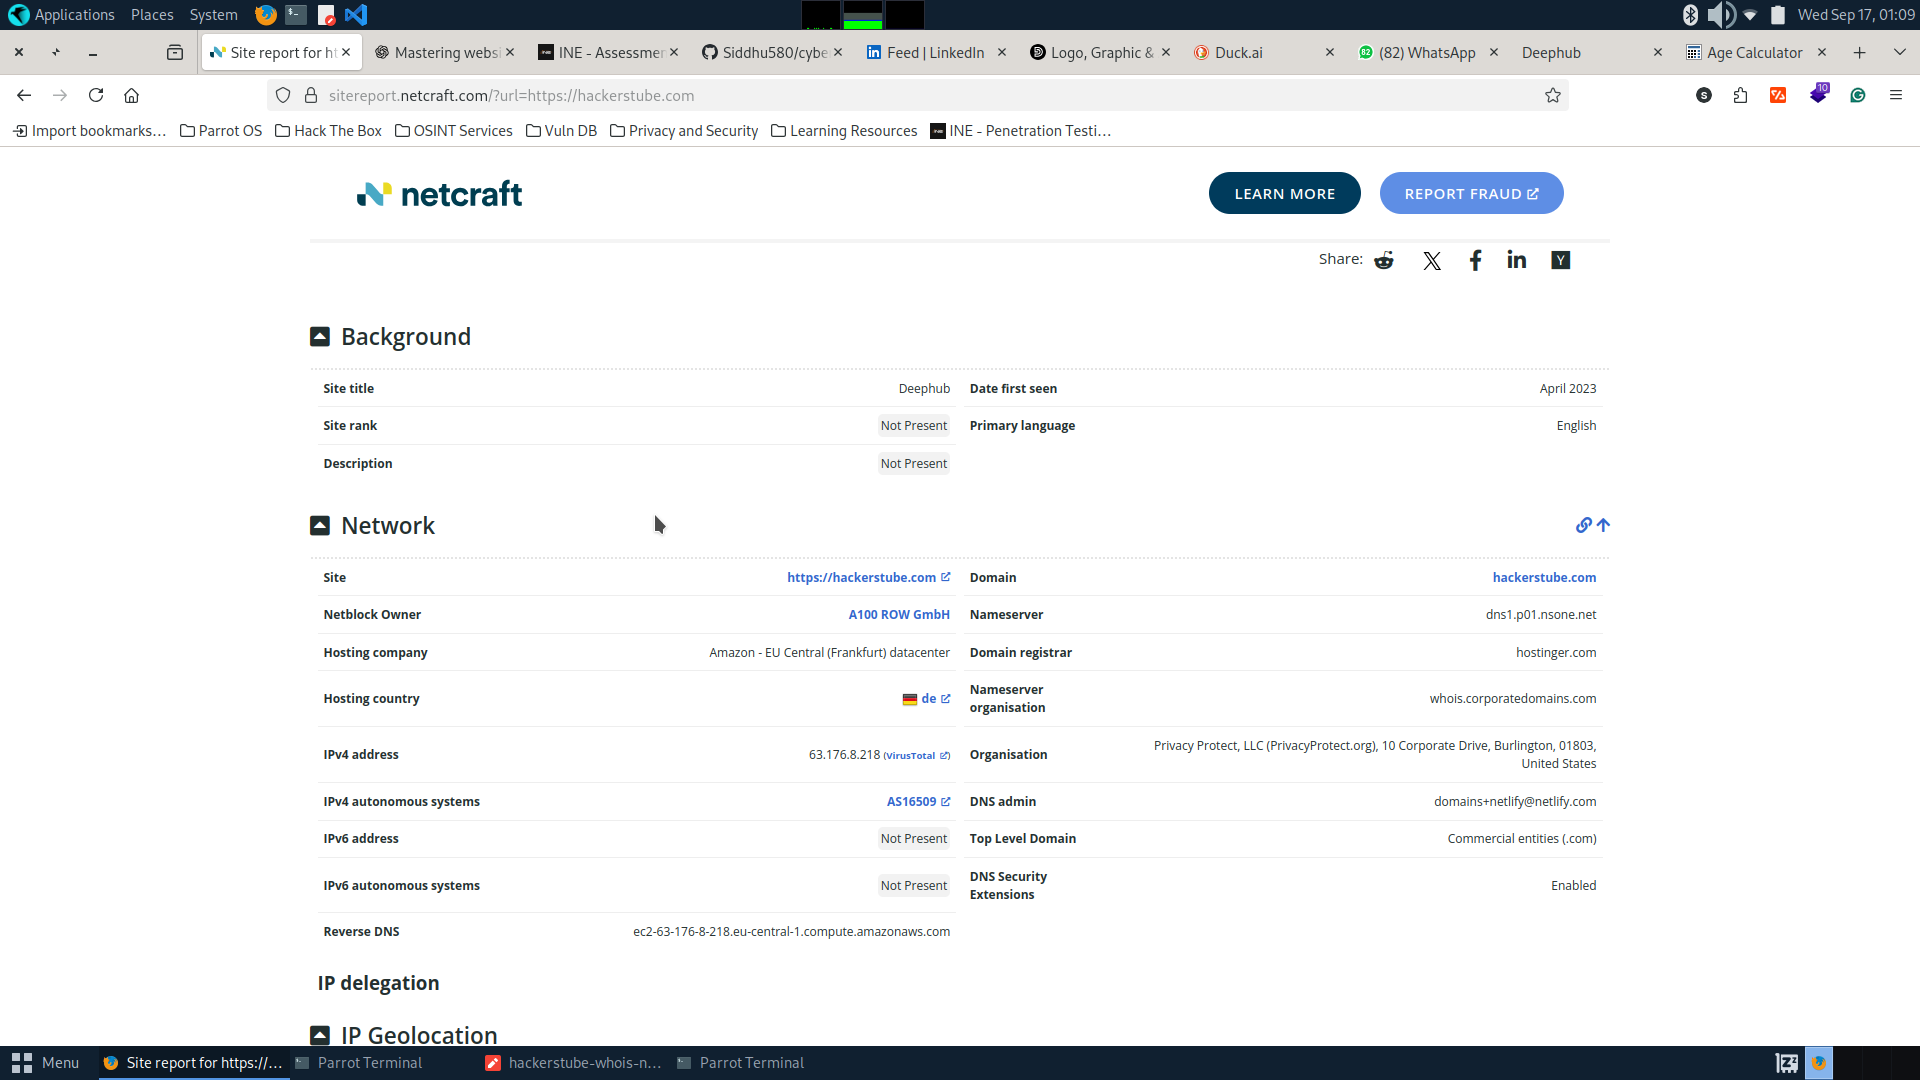 Applications Places System Wed Sep 17, 01:09
Site report for ht Mastering websi INE - Assessmen Siddhu580/cybe Feed | LinkedIn Logo, Graphic & Duck.ai (82) WhatsApp Deephub Age Calculator
sitereport.netcraft.com/?url=https://hackerstube.com
10
Import bookmarks... Parrot OS Hack The Box OSINT Services Vuln DB Privacy and Security Learning Resources INE - Penetration Testi...
netcraft
LEARN MORE REPORT FRAUD
Share:
Background
Site title Deephub Date first seen April 2023
Site rank Not Present Primary language English
Description Not Present
Network
Site https://hackerstube.com Domain hackerstube.com
Netblock Owner A100 ROW GmbH Nameserver dns1.p01.nsone.net
Hosting company Amazon - EU Central (Frankfurt) datacenter Domain registrar hostinger.com
Hosting country de Nameserver organisation whois.corporatedomains.com
IPv4 address 63.176.8.218 (VirusTotal) Organisation Privacy Protect, LLC (PrivacyProtect.org), 10 Corporate Drive, Burlington, 01803, United States
IPv4 autonomous systems AS16509 DNS admin domains+netlify@netlify.com
IPv6 address Not Present Top Level Domain Commercial entities (.com)
IPv6 autonomous systems Not Present DNS Security Extensions Enabled
Reverse DNS ec2-63-176-8-218.eu-central-1.compute.amazonaws.com
IP delegation
IP Geolocation
Menu Site report for https://... Parrot Terminal hackerstube-whois-n... Parrot Terminal